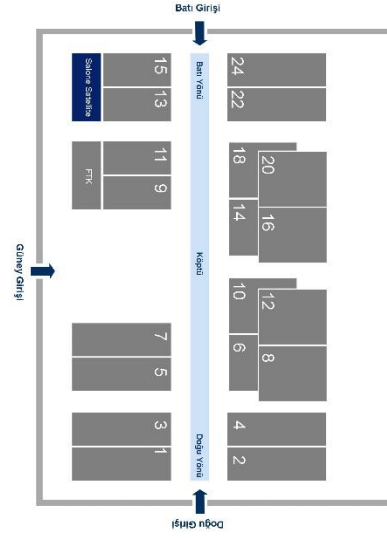 Batı Girişi
Batı Yönü
Salone Satellite
15
13
24
22
FTK
11
9
18
20
14
16
Güney Girişi
Köptü
10
12
6
8
7
5
3
1
4
2
Doğu Yönü
Doğu Girişi